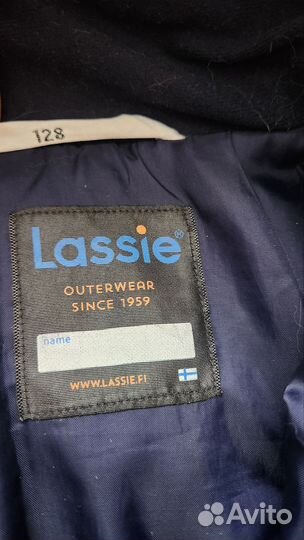 128
Lassie®
OUTERWEAR
SINCE 1959
name
WWW.LASSIE.FI
Avito